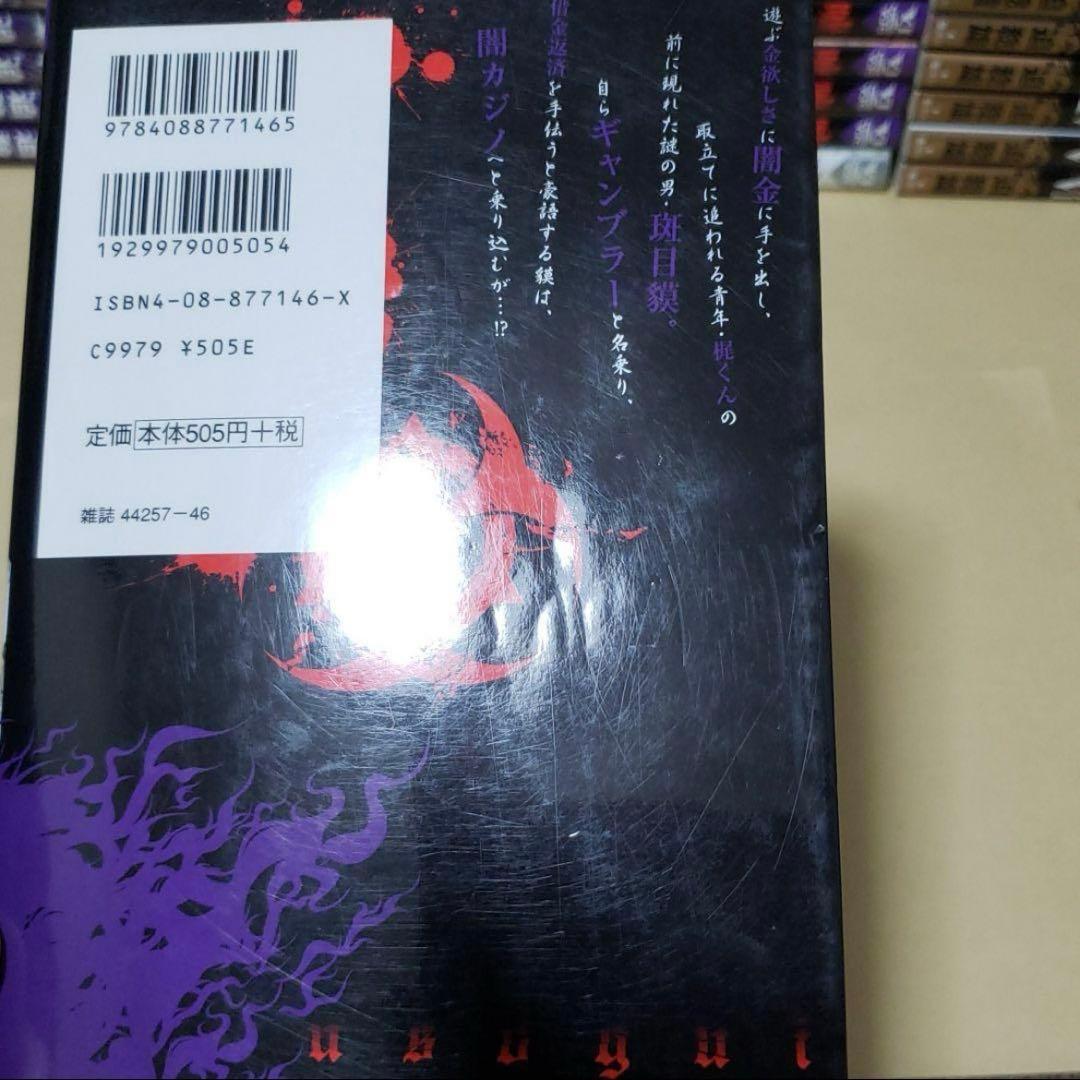 9784088771465
1929979005054
ISBN4-08-877146-X
C9979 ¥505E
定価 本体505円+税
雑誌 44257-46
遊ぶ金欲しさに闇金に手を出し、
取立てに追われる青年・梶くんの
前に現れた謎の男・斑目貘。
自らギャンブラーと名乗り、
借金返済を手伝うと豪語する貘は、
闇カジノへと乗り込むが…!?
usogui